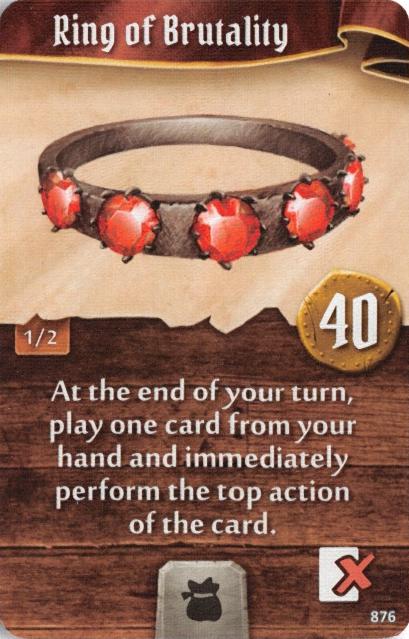 Ring of Brutality
1/2
40
At the end of your turn,
play one card from your
hand and immediately
perform the top action
of the card.
876